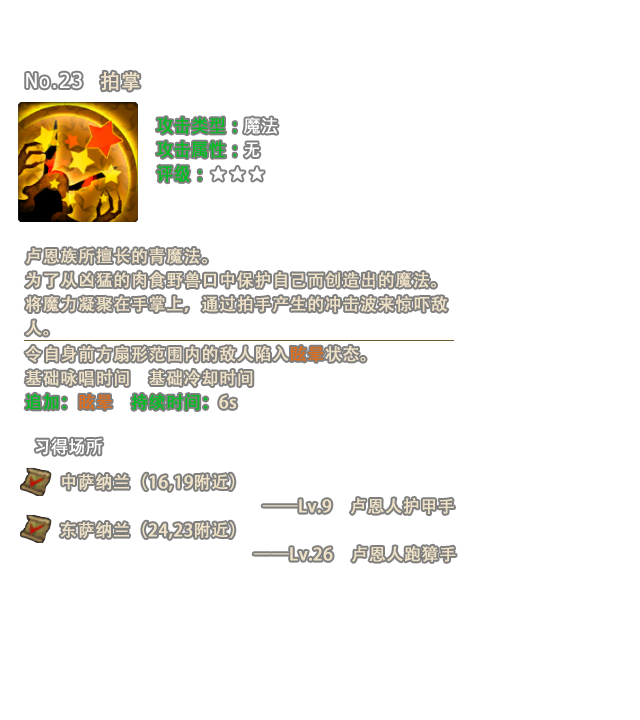 No.23 拍掌
攻击类型：魔法
攻击属性：无
评级：★★★
卢恩族所擅长的青魔法。
为了从凶猛的肉食野兽口中保护自己而创造出的魔法。
将魔力凝聚在手掌上，通过拍手产生的冲击波来惊吓敌
人。
令自身前方扇形范围内的敌人陷入眩晕状态。
基础咏唱时间 基础冷却时间
追加：眩晕 持续时间：6s
习得场所
中萨纳兰（16,19附近）
——Lv.9 卢恩人护甲手
东萨纳兰（24,23附近）
——Lv.26 卢恩人跑獐手